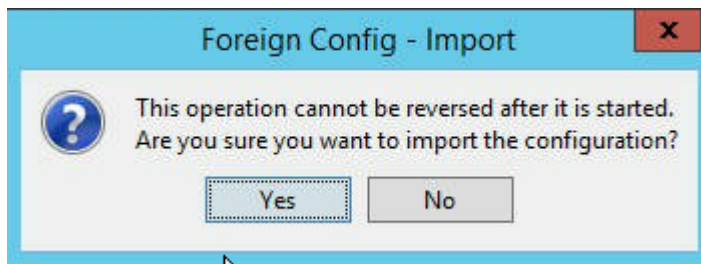 Foreign Config - Import
x
This operation cannot be reversed after it is started.
Are you sure you want to import the configuration?
Yes
No